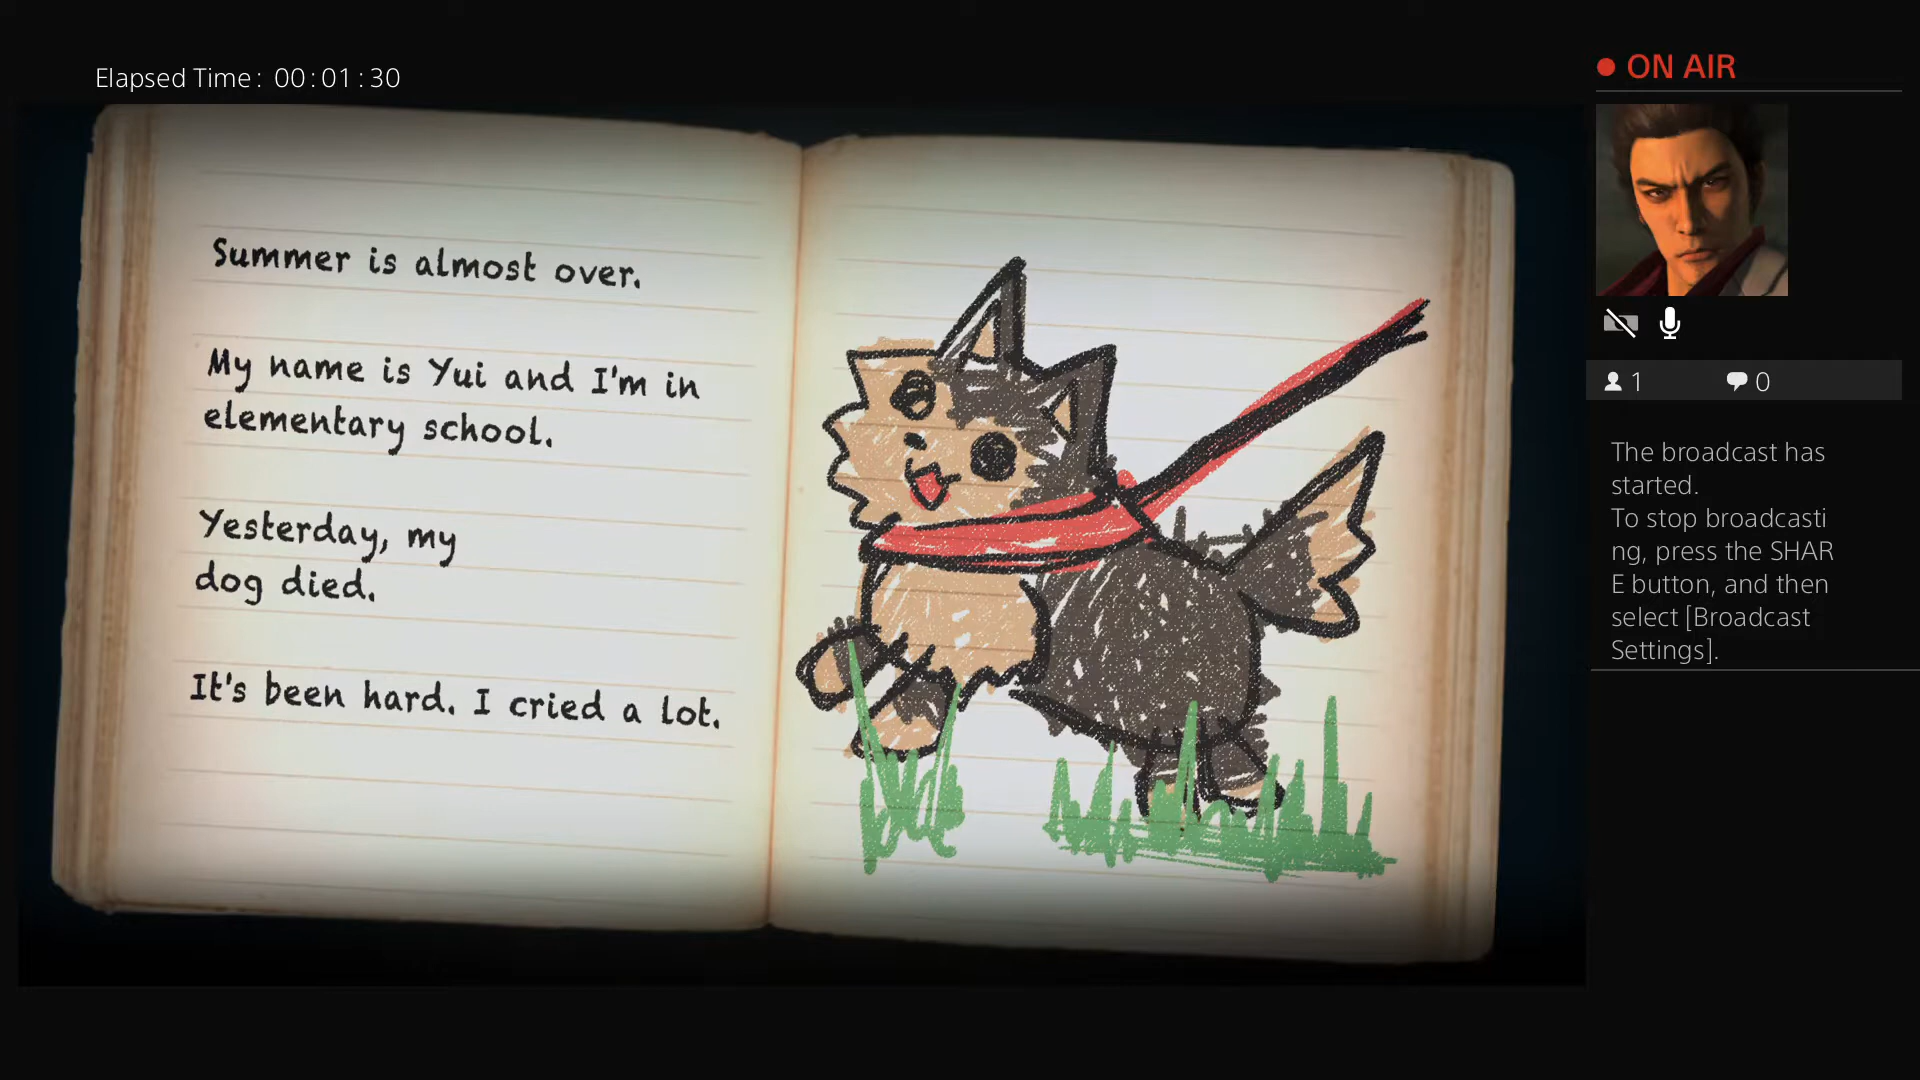 Elapsed Time: 00:01:30
Summer is almost over.
My name is Yui and I'm in
elementary school.
Yesterday, my
dog died.
It's been hard. I cried a lot.
ON AIR
1
0
The broadcast has
started.
To stop broadcasti
ng, press the SHAR
E button, and then
select [Broadcast
Settings].